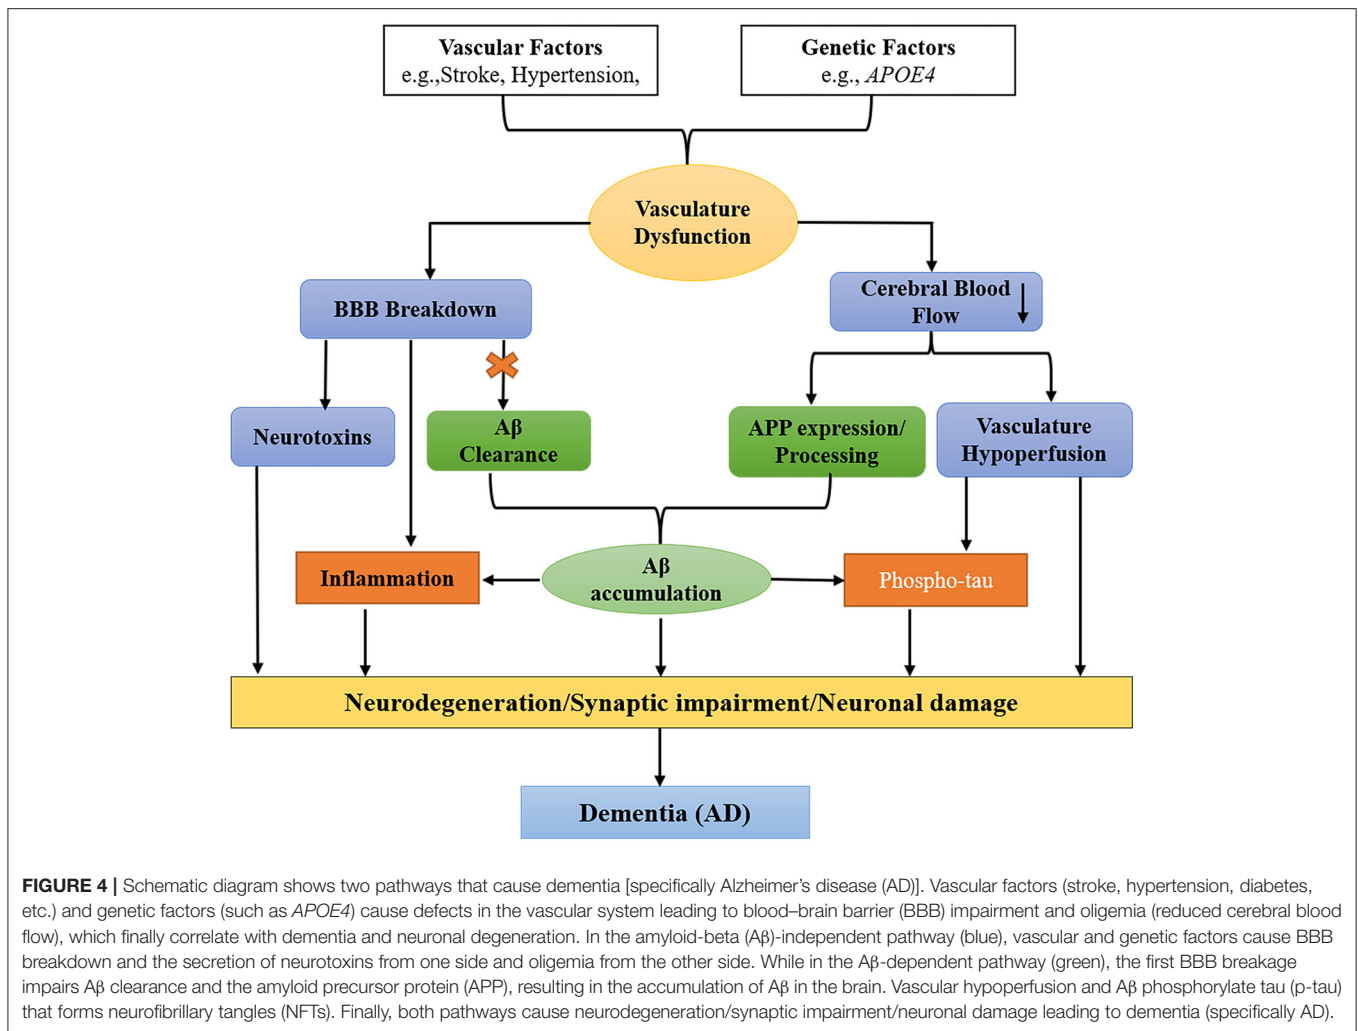 Vascular Factors
e.g.,Stroke, Hypertension,
Genetic Factors
e.g., APOE4
Vasculature
Dysfunction
BBB Breakdown
Cerebral Blood
Flow
Neurotoxins
Aβ
Clearance
APP expression/
Processing
Vasculature
Hypoperfusion
Inflammation
Aβ
accumulation
Phospho-tau
Neurodegeneration/Synaptic impairment/Neuronal damage
Dementia (AD)
FIGURE 4 | Schematic diagram shows two pathways that cause dementia [specifically Alzheimer's disease (AD)]. Vascular factors (stroke, hypertension, diabetes,
etc.) and genetic factors (such as APOE4) cause defects in the vascular system leading to blood–brain barrier (BBB) impairment and oligemia (reduced cerebral blood
flow), which finally correlate with dementia and neuronal degeneration. In the amyloid-beta (Aβ)-independent pathway (blue), vascular and genetic factors cause BBB
breakdown and the secretion of neurotoxins from one side and oligemia from the other side. While in the Aβ-dependent pathway (green), the first BBB breakage
impairs Aβ clearance and the amyloid precursor protein (APP), resulting in the accumulation of Aβ in the brain. Vascular hypoperfusion and Aβ phosphorylate tau (p-tau)
that forms neurofibrillary tangles (NFTs). Finally, both pathways cause neurodegeneration/synaptic impairment/neuronal damage leading to dementia (specifically AD).